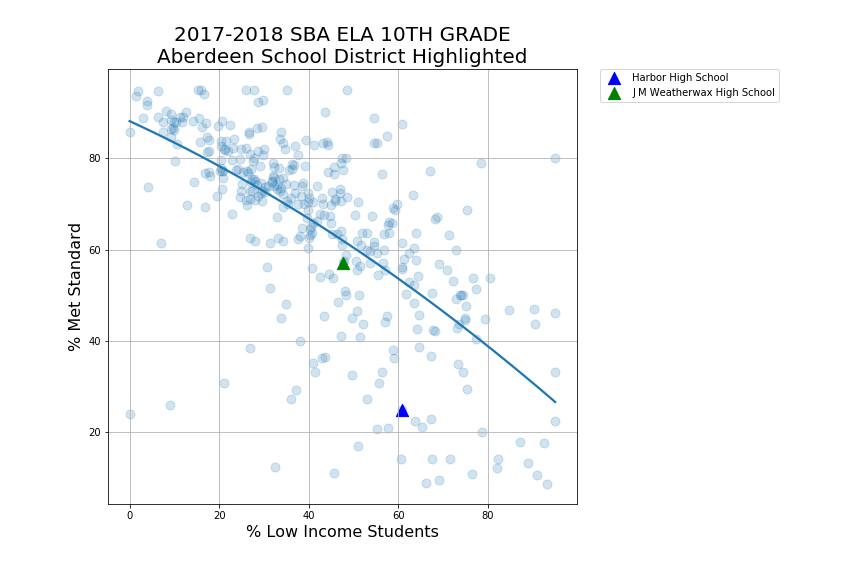 2017-2018 SBA ELA 10TH GRADE
Aberdeen School District Highlighted
Harbor High School
J M Weatherwax High School
80
60
40
20
% Met Standard
0 20 40 60 80
% Low Income Students